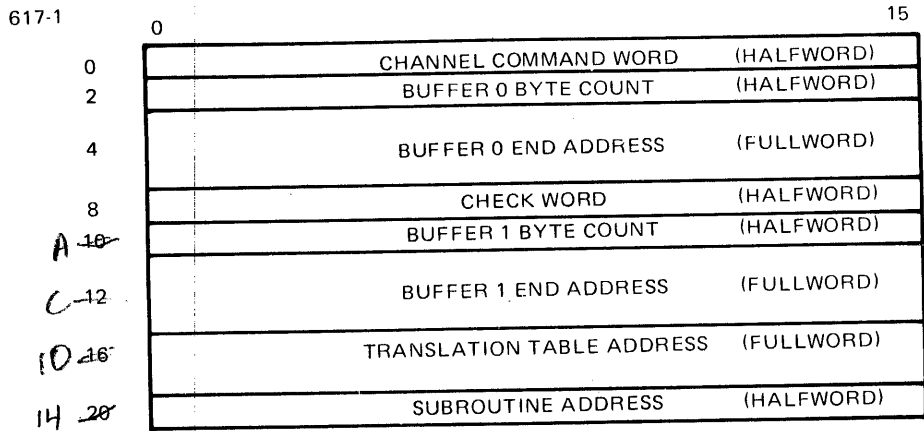 617-1
0 15
0 CHANNEL COMMAND WORD (HALFWORD)
2 BUFFER 0 BYTE COUNT (HALFWORD)
4 BUFFER 0 END ADDRESS (FULLWORD)
8 CHECK WORD (HALFWORD)
A 10 BUFFER 1 BYTE COUNT (HALFWORD)
C 12 BUFFER 1 END ADDRESS (FULLWORD)
10 16 TRANSLATION TABLE ADDRESS (FULLWORD)
14 20 SUBROUTINE ADDRESS (HALFWORD)